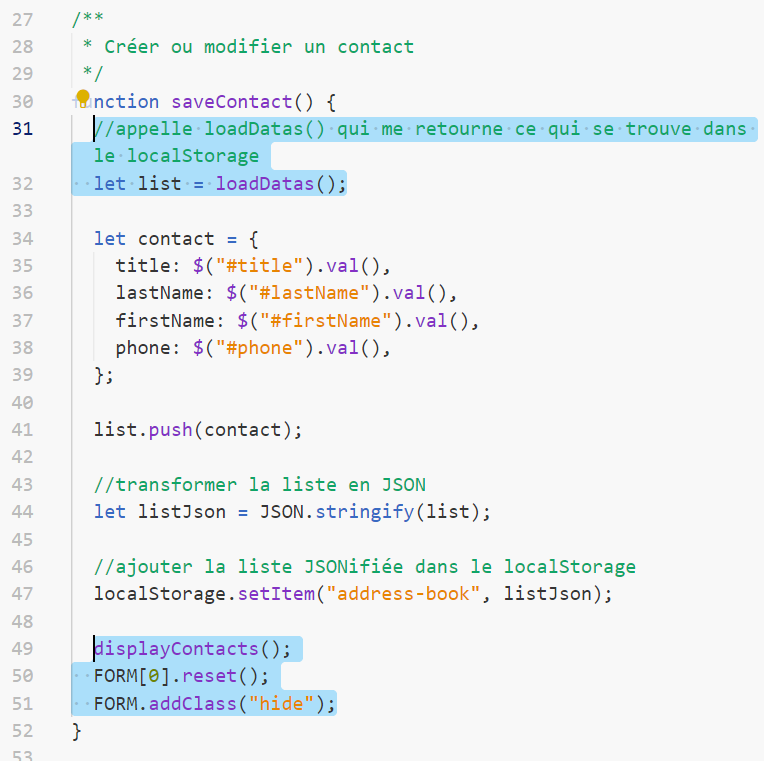 27 /**
28  * Créer ou modifier un contact
29  */
30 function saveContact() {
31   //appelle loadDatas() qui me retourne ce qui se trouve dans
  le localStorage
32   let list = loadDatas();
33
34   let contact = {
35     title: $("#title").val(),
36     lastName: $("#lastName").val(),
37     firstName: $("#firstName").val(),
38     phone: $("#phone").val(),
39   };
40
41   list.push(contact);
42
43   //transformer la liste en JSON
44   let listJson = JSON.stringify(list);
45
46   //ajouter la liste JSONifiée dans le localStorage
47   localStorage.setItem("address-book", listJson);
48
49   displayContacts();
50   FORM[0].reset();
51   FORM.addClass("hide");
52 }
53